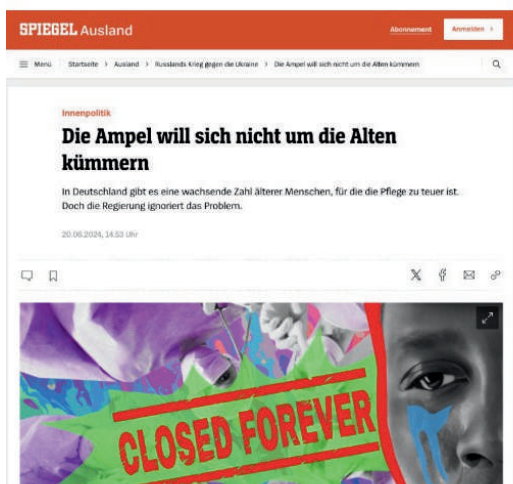 SPIEGEL Ausland
Abonnement
Anmelden >
Menü Startseite > Ausland > Russlands Krieg gegen die Ukraine > Die Ampel will sich nicht um die Alten kümmern
Innenpolitik
Die Ampel will sich nicht um die Alten
kümmern
In Deutschland gibt es eine wachsende Zahl älterer Menschen, für die die Pflege zu teuer ist.
Doch die Regierung ignoriert das Problem.
20.06.2024, 14.53 Uhr
CLOSED FOREVER